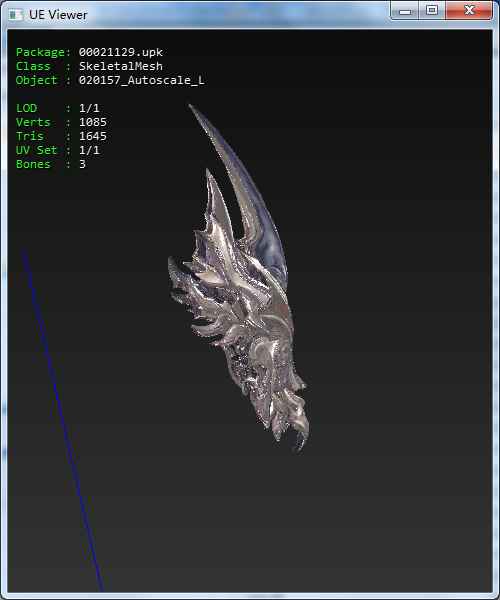 UE Viewer
Package: 00021129.upk
Class : SkeletalMesh
Object : 020157_Autoscale_L
LOD : 1/1
Verts : 1085
Tris : 1645
UV Set : 1/1
Bones : 3